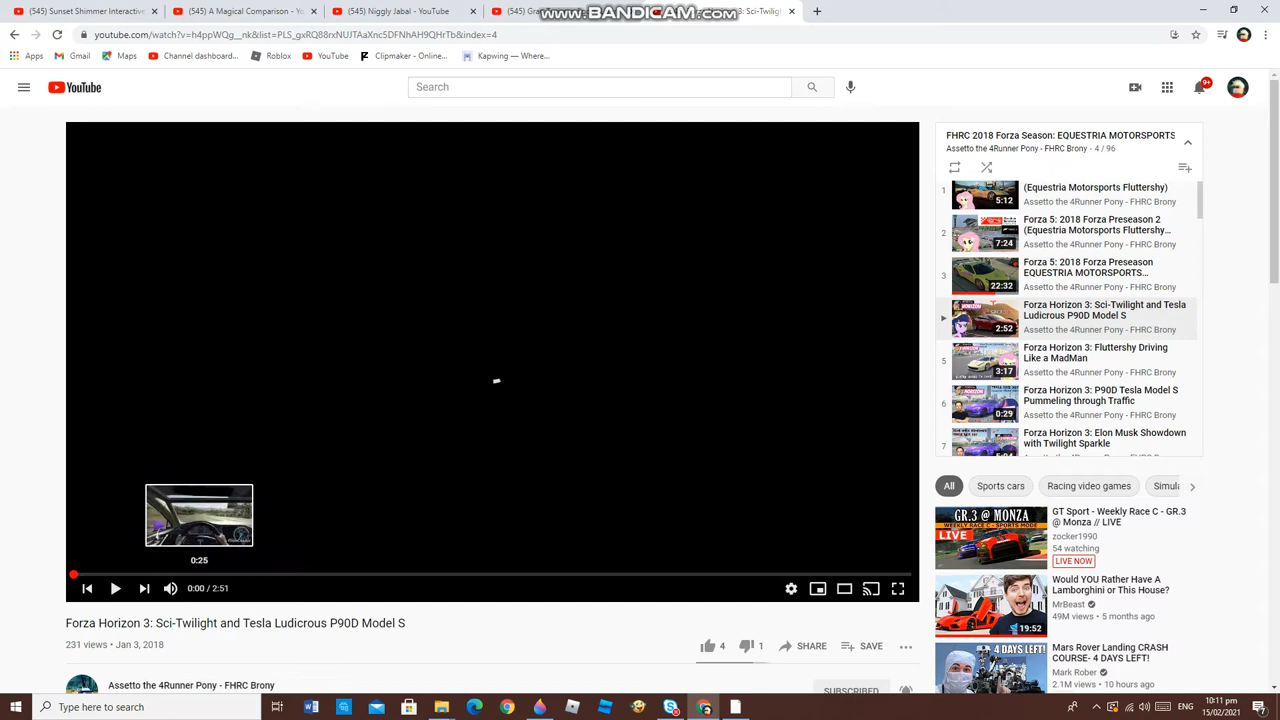 (545) Sunset Shimmer Interactive
(545) A Magical Comparison - Yo
(545) Niggly Jabal - YouTube
WWW.BANDICAM.COM
youtube.com/watch?v=h4ppWQg__nk&list=PLS_gxRQ88rxNUJTAaXnc5DFNhAH9QHrTb&index=4
Apps
Gmail
Maps
Channel dashboard...
Roblox
YouTube
Clipmaker - Online...
Kapwing — Where...
YouTube
Search
9+
FHRC 2018 Forza Season: EQUESTRIA MOTORSPORTS
Assetto the 4Runner Pony - FHRC Brony - 4 / 96
1
(Equestria Motorsports Fluttershy)
Assetto the 4Runner Pony - FHRC Brony
5:12
2
Forza 5: 2018 Forza Preseason 2
(Equestria Motorsports Fluttershy...
Assetto the 4Runner Pony - FHRC Brony
7:24
3
Forza 5: 2018 Forza Preseason
EQUESTRIA MOTORSPORTS...
Assetto the 4Runner Pony - FHRC Brony
22:32
Forza Horizon 3: Sci-Twilight and Tesla
Ludicrous P90D Model S
Assetto the 4Runner Pony - FHRC Brony
2:52
5
Forza Horizon 3: Fluttershy Driving
Like a MadMan
Assetto the 4Runner Pony - FHRC Brony
3:17
6
Forza Horizon 3: P90D Tesla Model S
Pummeling through Traffic
Assetto the 4Runner Pony - FHRC Brony
0:29
7
Forza Horizon 3: Elon Musk Showdown
with Twilight Sparkle
0:25
0:00 / 2:51
Forza Horizon 3: Sci-Twilight and Tesla Ludicrous P90D Model S
231 views • Jan 3, 2018
4
1
SHARE
SAVE
Assetto the 4Runner Pony - FHRC Brony
SUBSCRIBED
All
Sports cars
Racing video games
Simula
GR.3 @ MONZA
WEEKLY RACE C - SPORTS MODE
LIVE
GT Sport - Weekly Race C - GR.3
@ Monza // LIVE
zocker1990
54 watching
LIVE NOW
Would YOU Rather Have A
Lamborghini or This House?
MrBeast
49M views • 5 months ago
19:52
Mars Rover Landing CRASH
COURSE- 4 DAYS LEFT!
Mark Rober
2.1M views • 10 hours ago
4 DAYS LEFT!
Type here to search
ENG
10:11 pm
15/02/2021
7